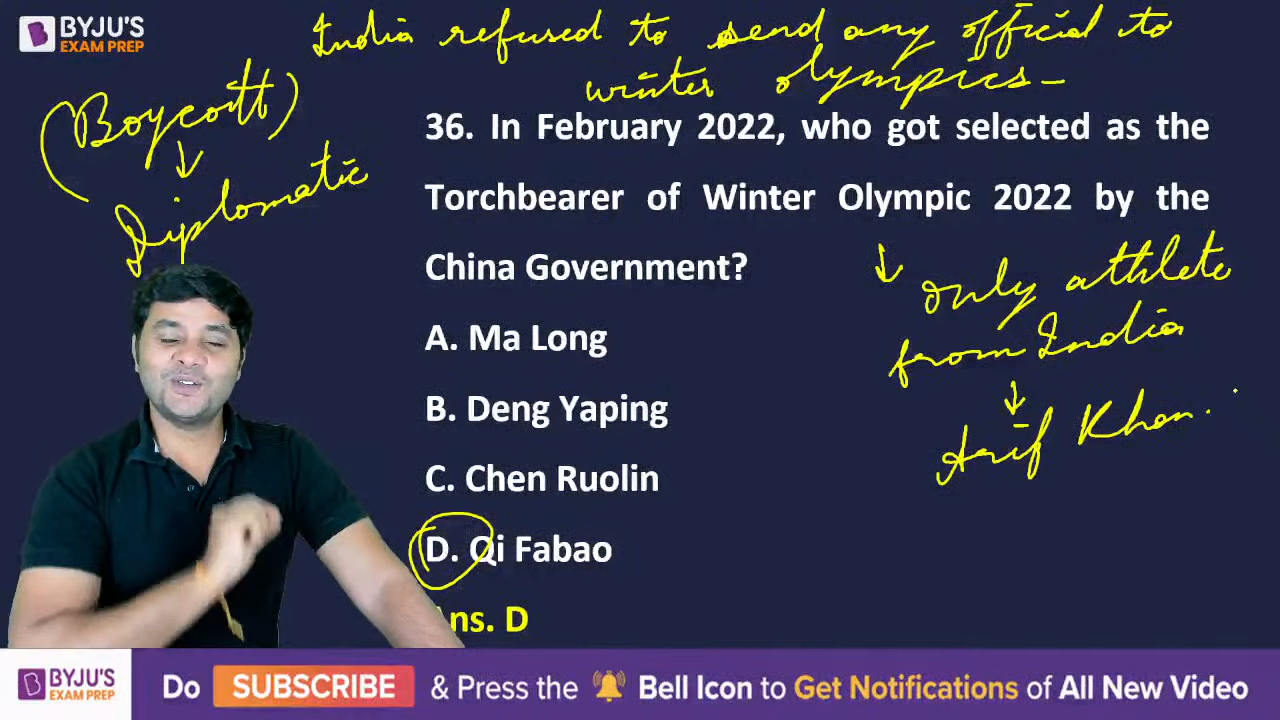 BYJU'S
EXAM PREP
India refused to send any official to
winter olympics-
(Boycott)
Diplomatic
36. In February 2022, who got selected as the
Torchbearer of Winter Olympic 2022 by the
China Government?
only athlete
from India
Arif Khan.
A. Ma Long
B. Deng Yaping
C. Chen Ruolin
D. Qi Fabao
Ans. D
BYJU'S
EXAM PREP
Do SUBSCRIBE & Press the Bell Icon to Get Notifications of All New Video